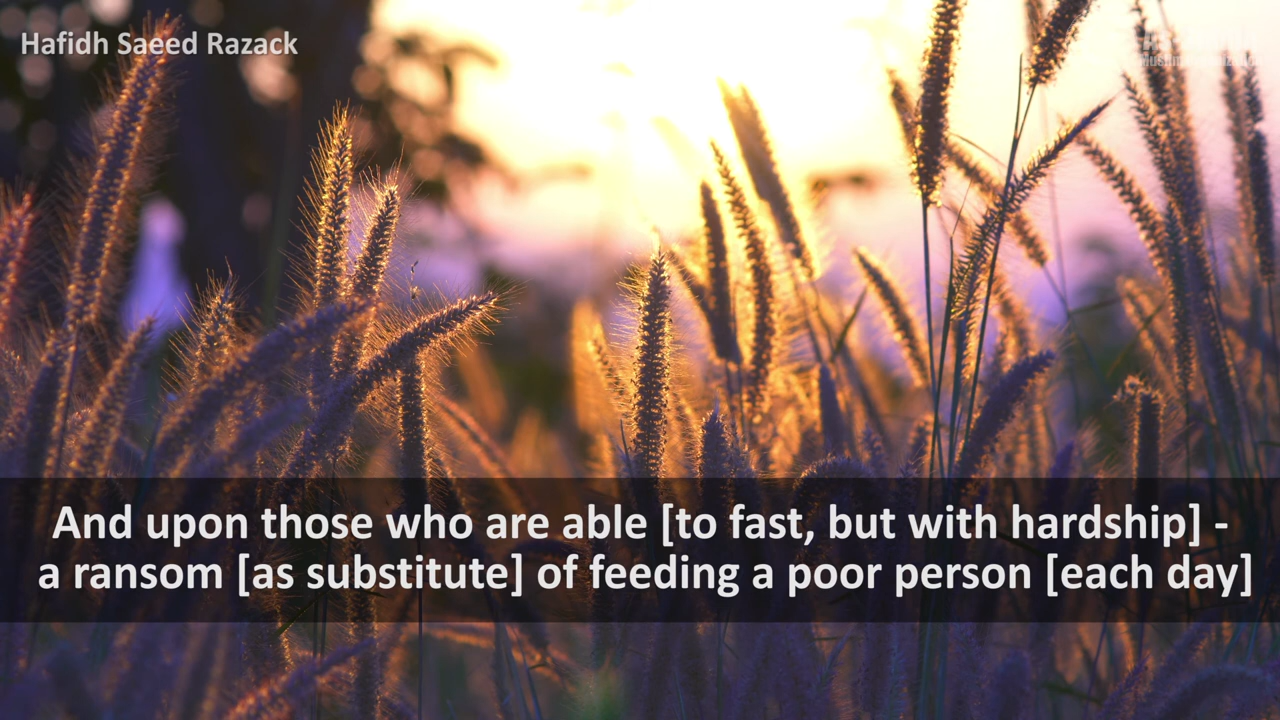 Hafidh Saeed Razack
And upon those who are able [to fast, but with hardship] -
a ransom [as substitute] of feeding a poor person [each day]